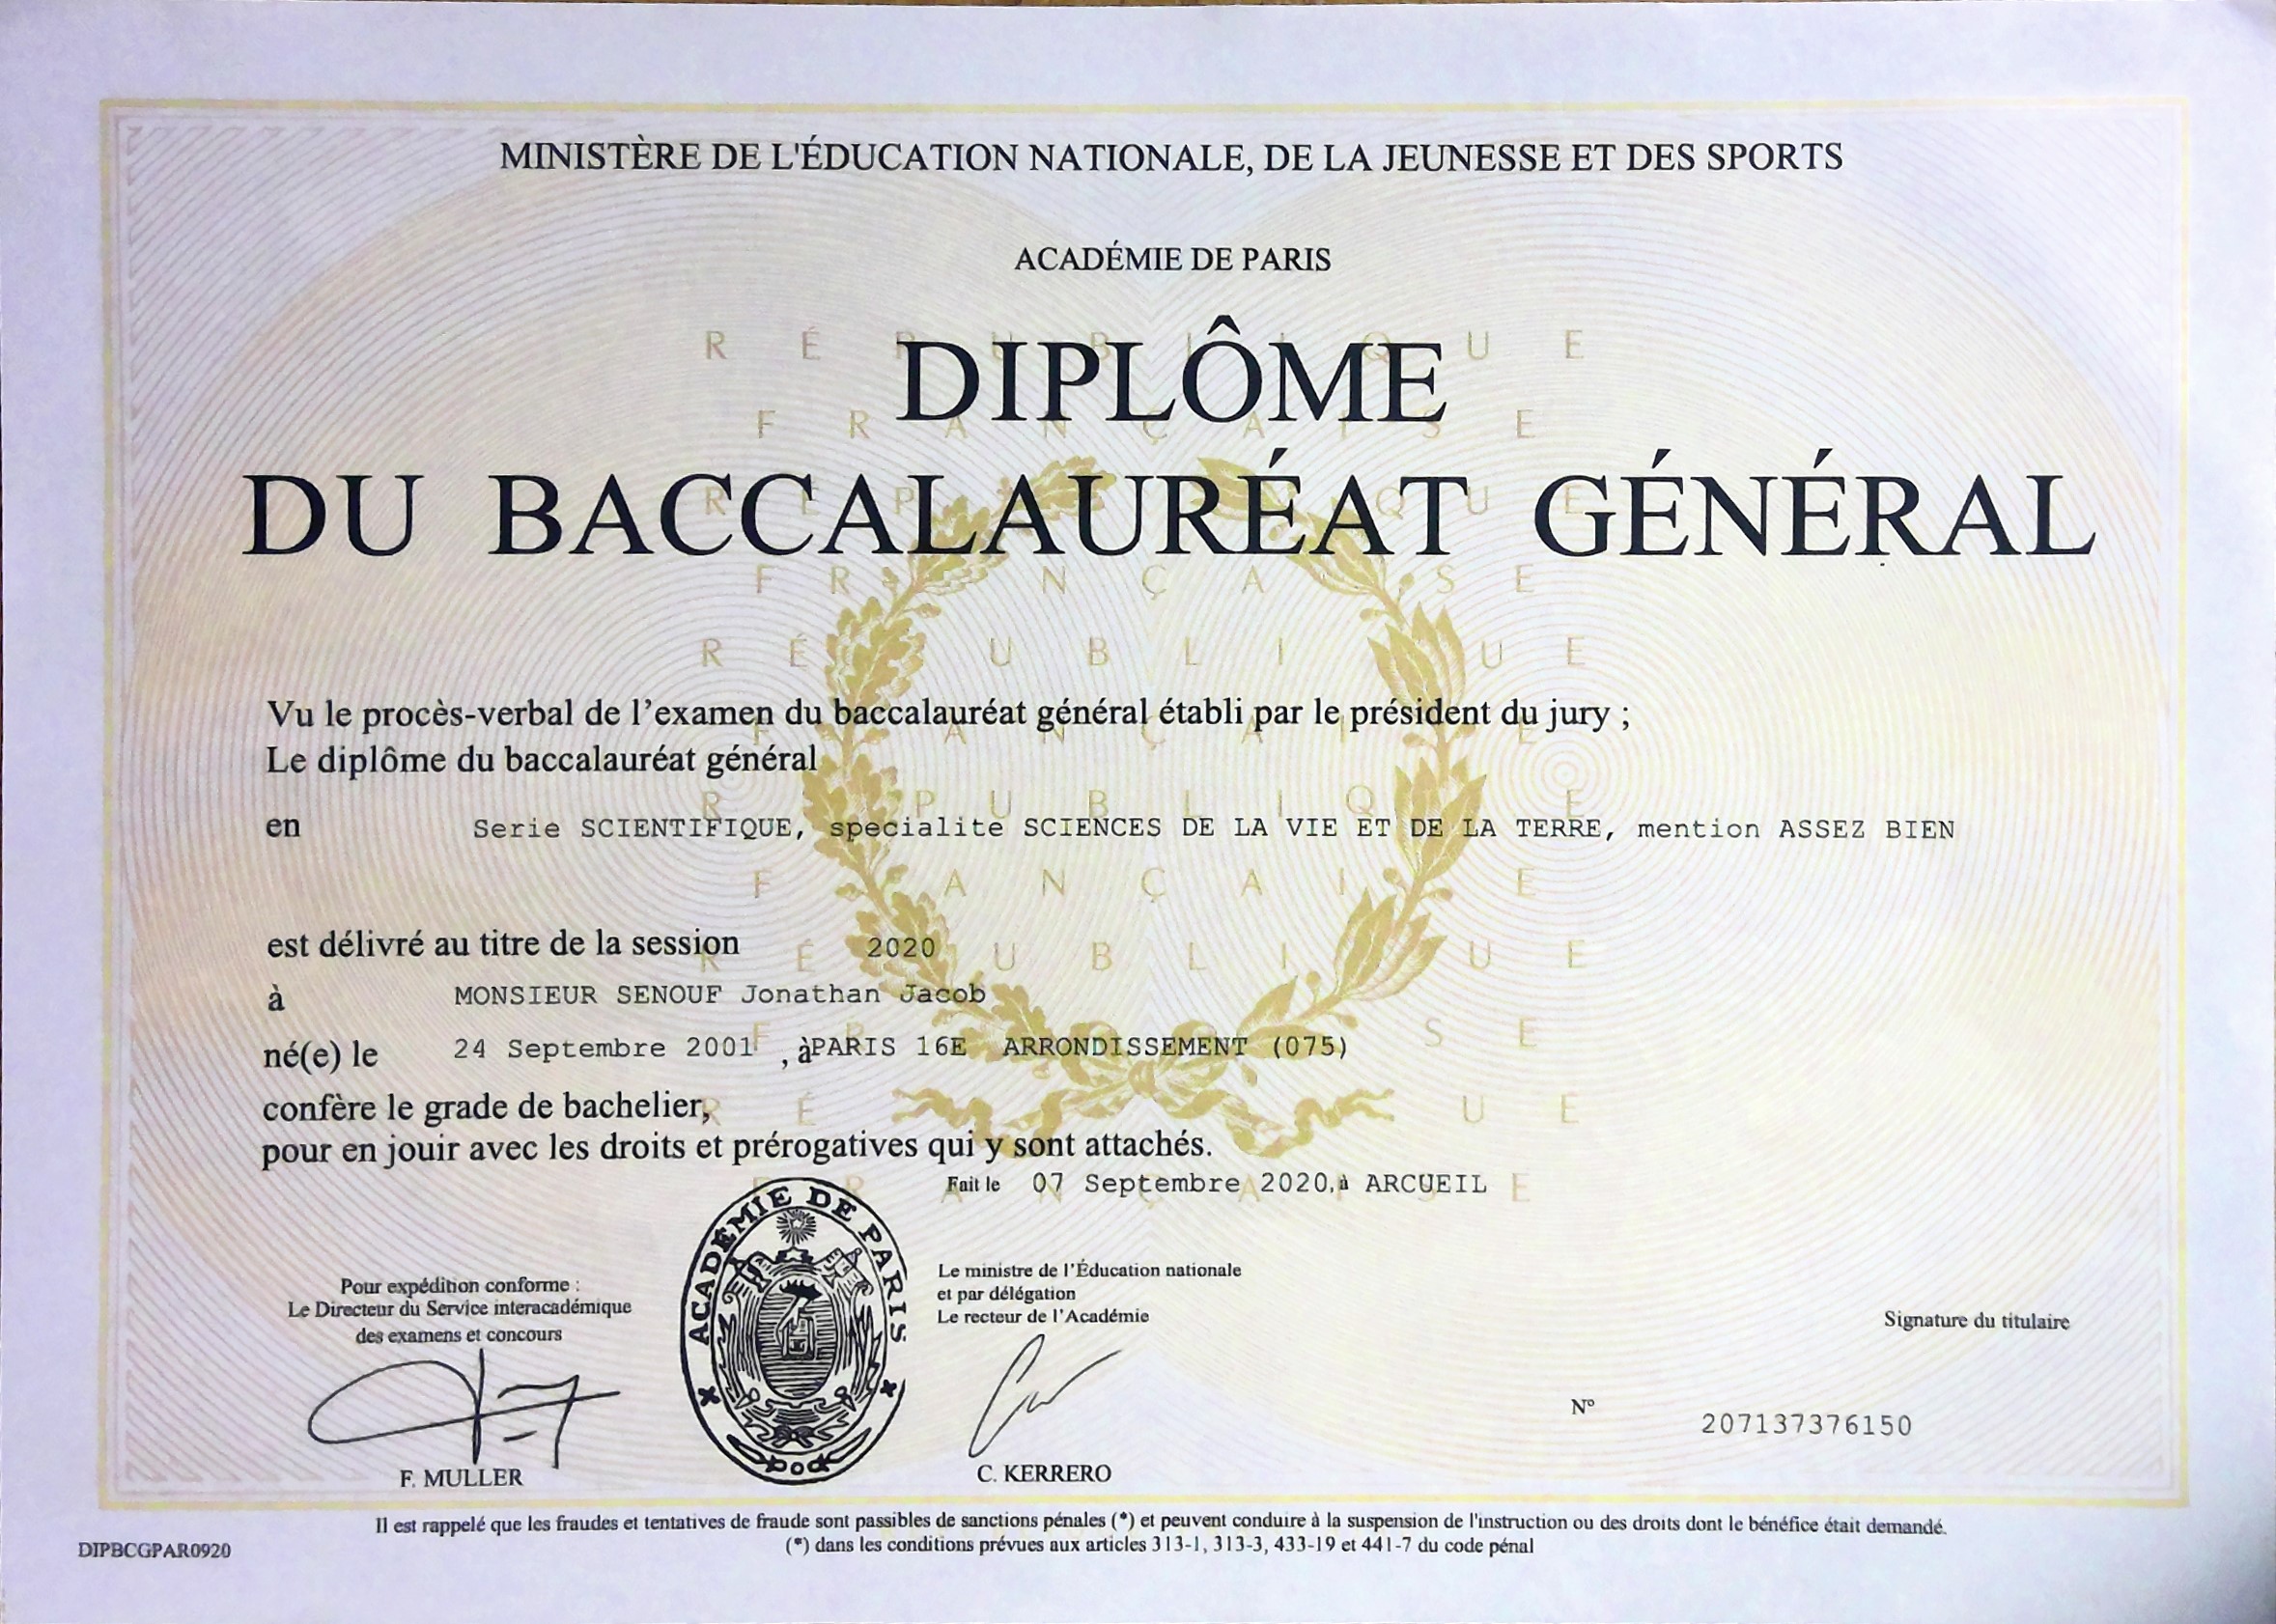 MINISTÈRE DE L'ÉDUCATION NATIONALE, DE LA JEUNESSE ET DES SPORTS
ACADÉMIE DE PARIS
DIPLÔME
DU BACCALAURÉAT GÉNÉRAL
Vu le procès-verbal de l’examen du baccalauréat général établi par le président du jury ;
Le diplôme du baccalauréat général
en Serie SCIENTIFIQUE, specialite SCIENCES DE LA VIE ET DE LA TERRE, mention ASSEZ BIEN
est délivré au titre de la session 2020
à MONSIEUR SENOUF Jonathan Jacob
né(e) le 24 Septembre 2001 , àPARIS 16E ARRONDISSEMENT (075)
confère le grade de bachelier,
pour en jouir avec les droits et prérogatives qui y sont attachés.
Fait le 07 Septembre 2020,à ARCUEIL
Pour expédition conforme :
Le Directeur du Service interacadémique
des examens et concours
F. MULLER
ACADÉMIE DE PARIS
Le ministre de l’Éducation nationale
et par délégation
Le recteur de l’Académie
C. KERRERO
Signature du titulaire
N° 207137376150
Il est rappelé que les fraudes et tentatives de fraude sont passibles de sanctions pénales (*) et peuvent conduire à la suspension de l'instruction ou des droits dont le bénéfice était demandé.
(*) dans les conditions prévues aux articles 313-1, 313-3, 433-19 et 441-7 du code pénal
DIPBCGPAR0920